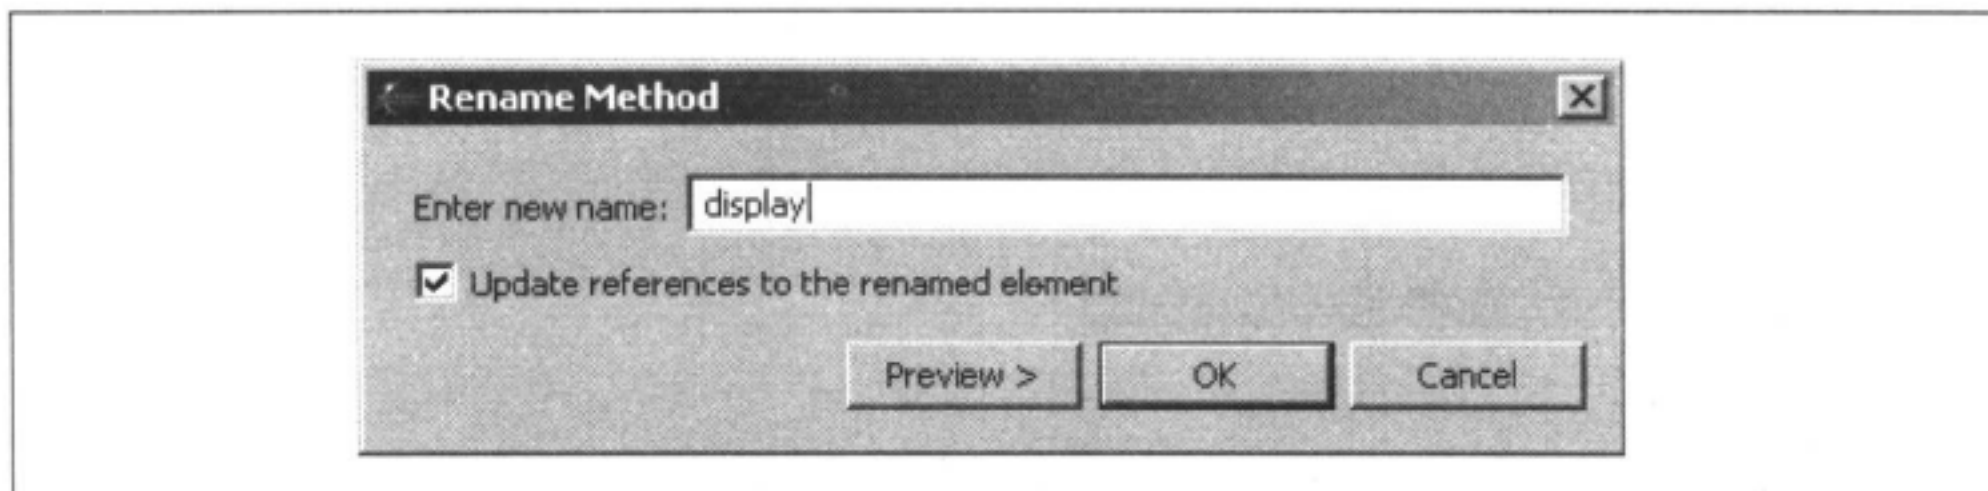 Rename Method
Enter new name: display
Update references to the renamed element
Preview >
OK
Cancel